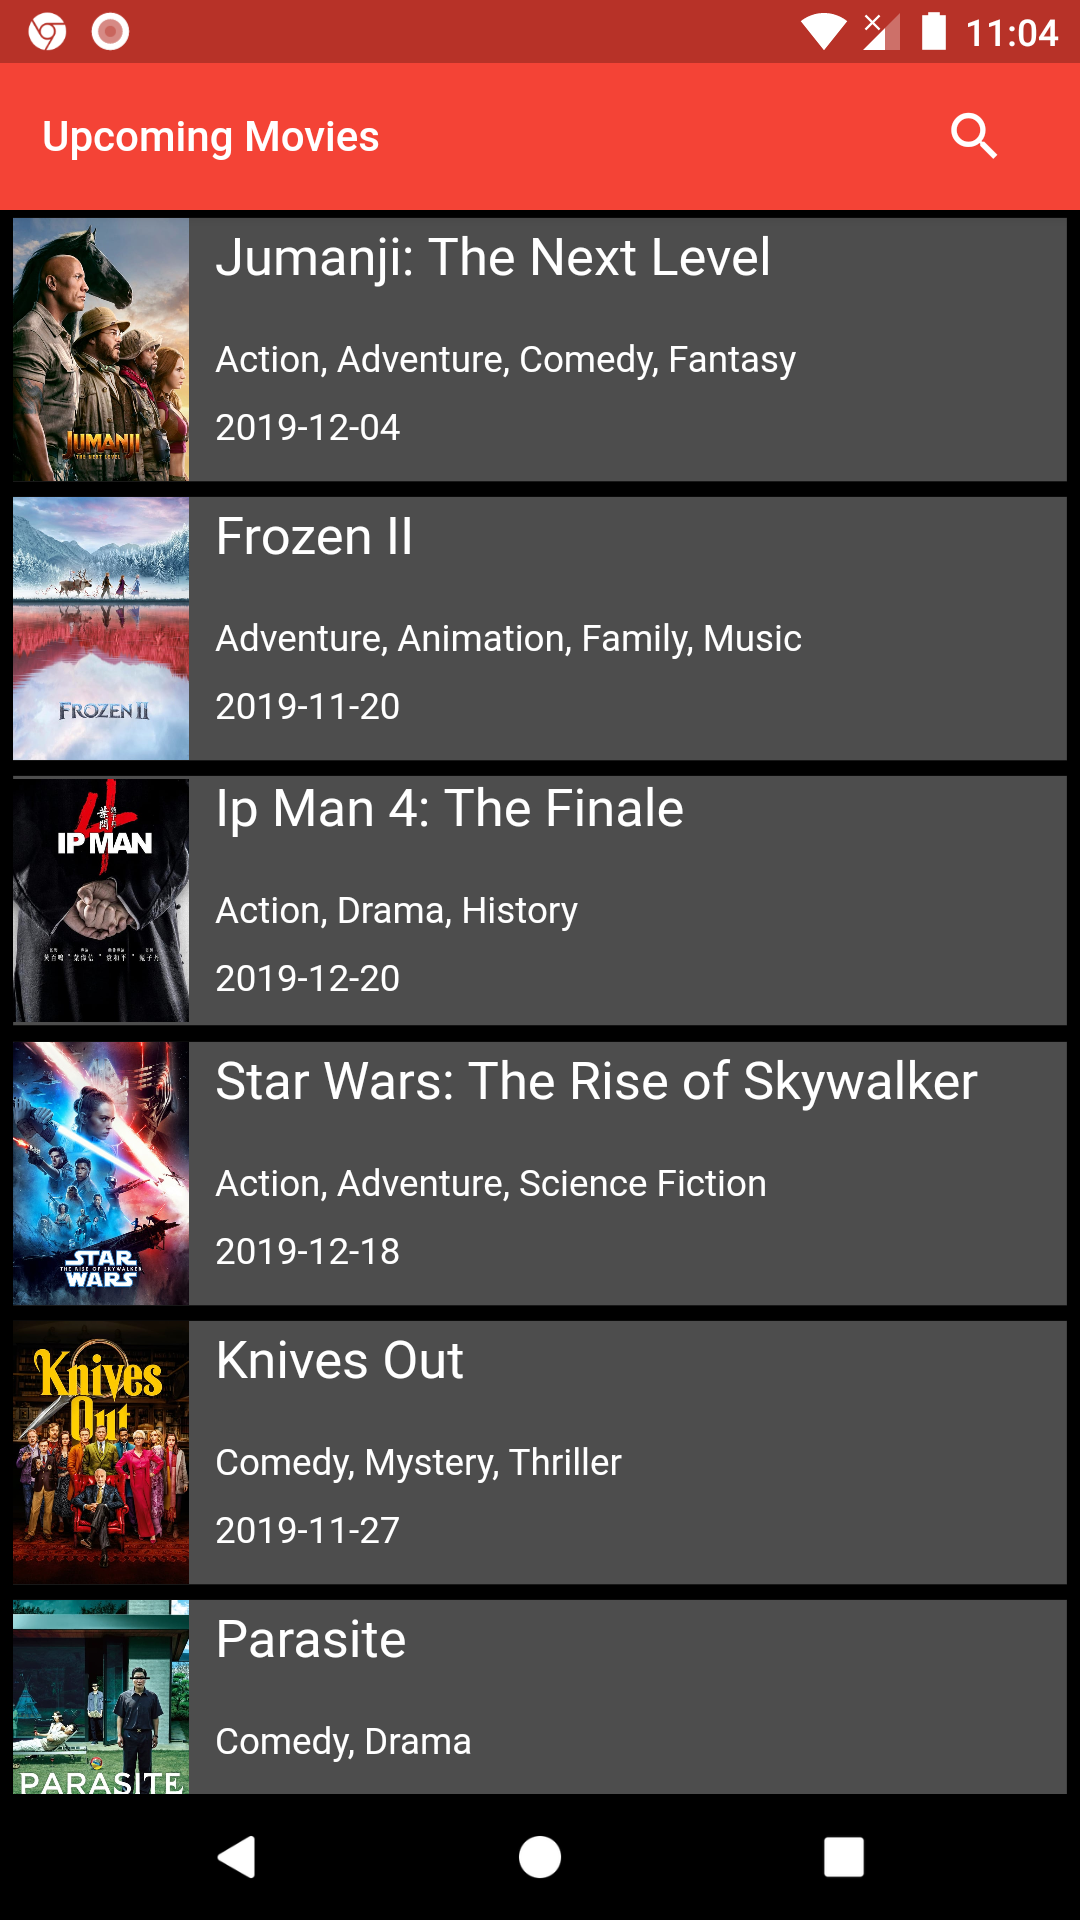 11:04
Upcoming Movies
Jumanji: The Next Level
Action, Adventure, Comedy, Fantasy
2019-12-04
JUMANJI
THE NEXT LEVEL
Frozen II
Adventure, Animation, Family, Music
2019-11-20
FROZEN II
Ip Man 4: The Finale
4
葉問
IP MAN
Action, Drama, History
2019-12-20
Star Wars: The Rise of Skywalker
Action, Adventure, Science Fiction
2019-12-18
STAR
THE RISE OF SKYWALKER
WARS
Knives Out
Knives
Out
Comedy, Mystery, Thriller
2019-11-27
Parasite
Comedy, Drama
PARASITE